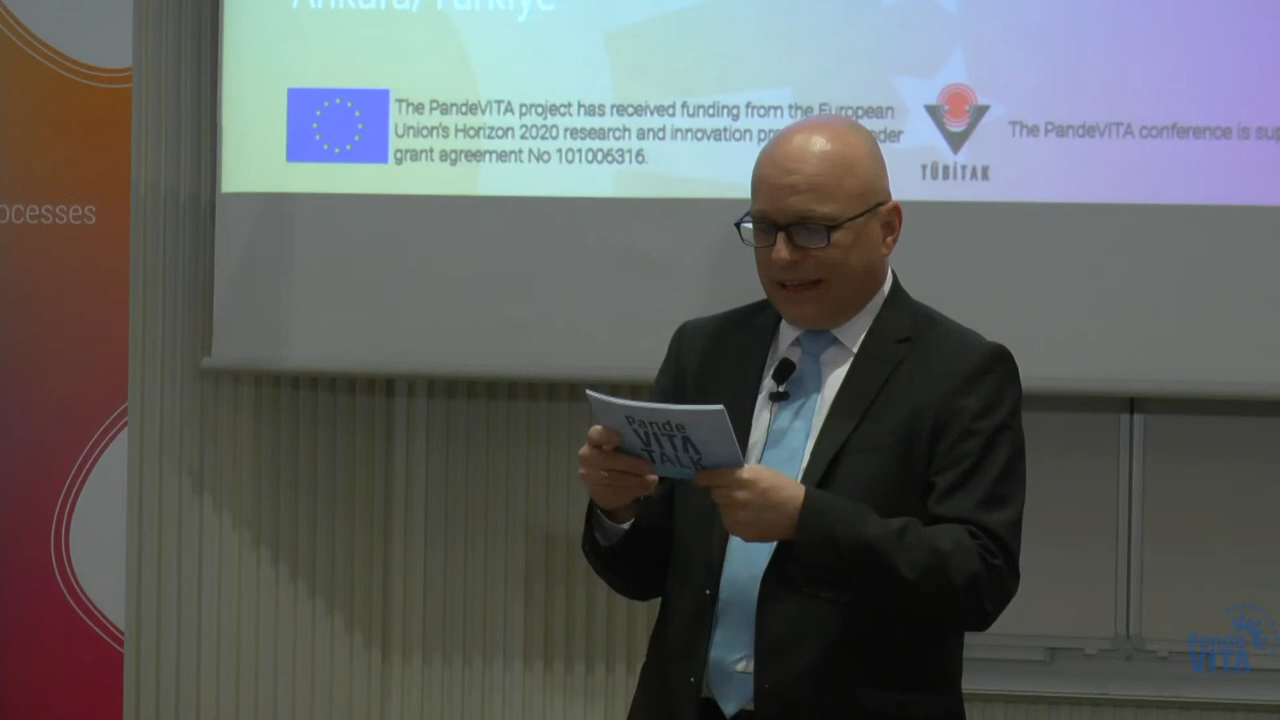 Ankara, Türkiye
The PandeVITA project has received funding from the European
Union's Horizon 2020 research and innovation
grant agreement No 101006316.
TÜBİTAK
The PandeVITA conference is
ocesses
Pande
VITA
TALK
Pande
VITA